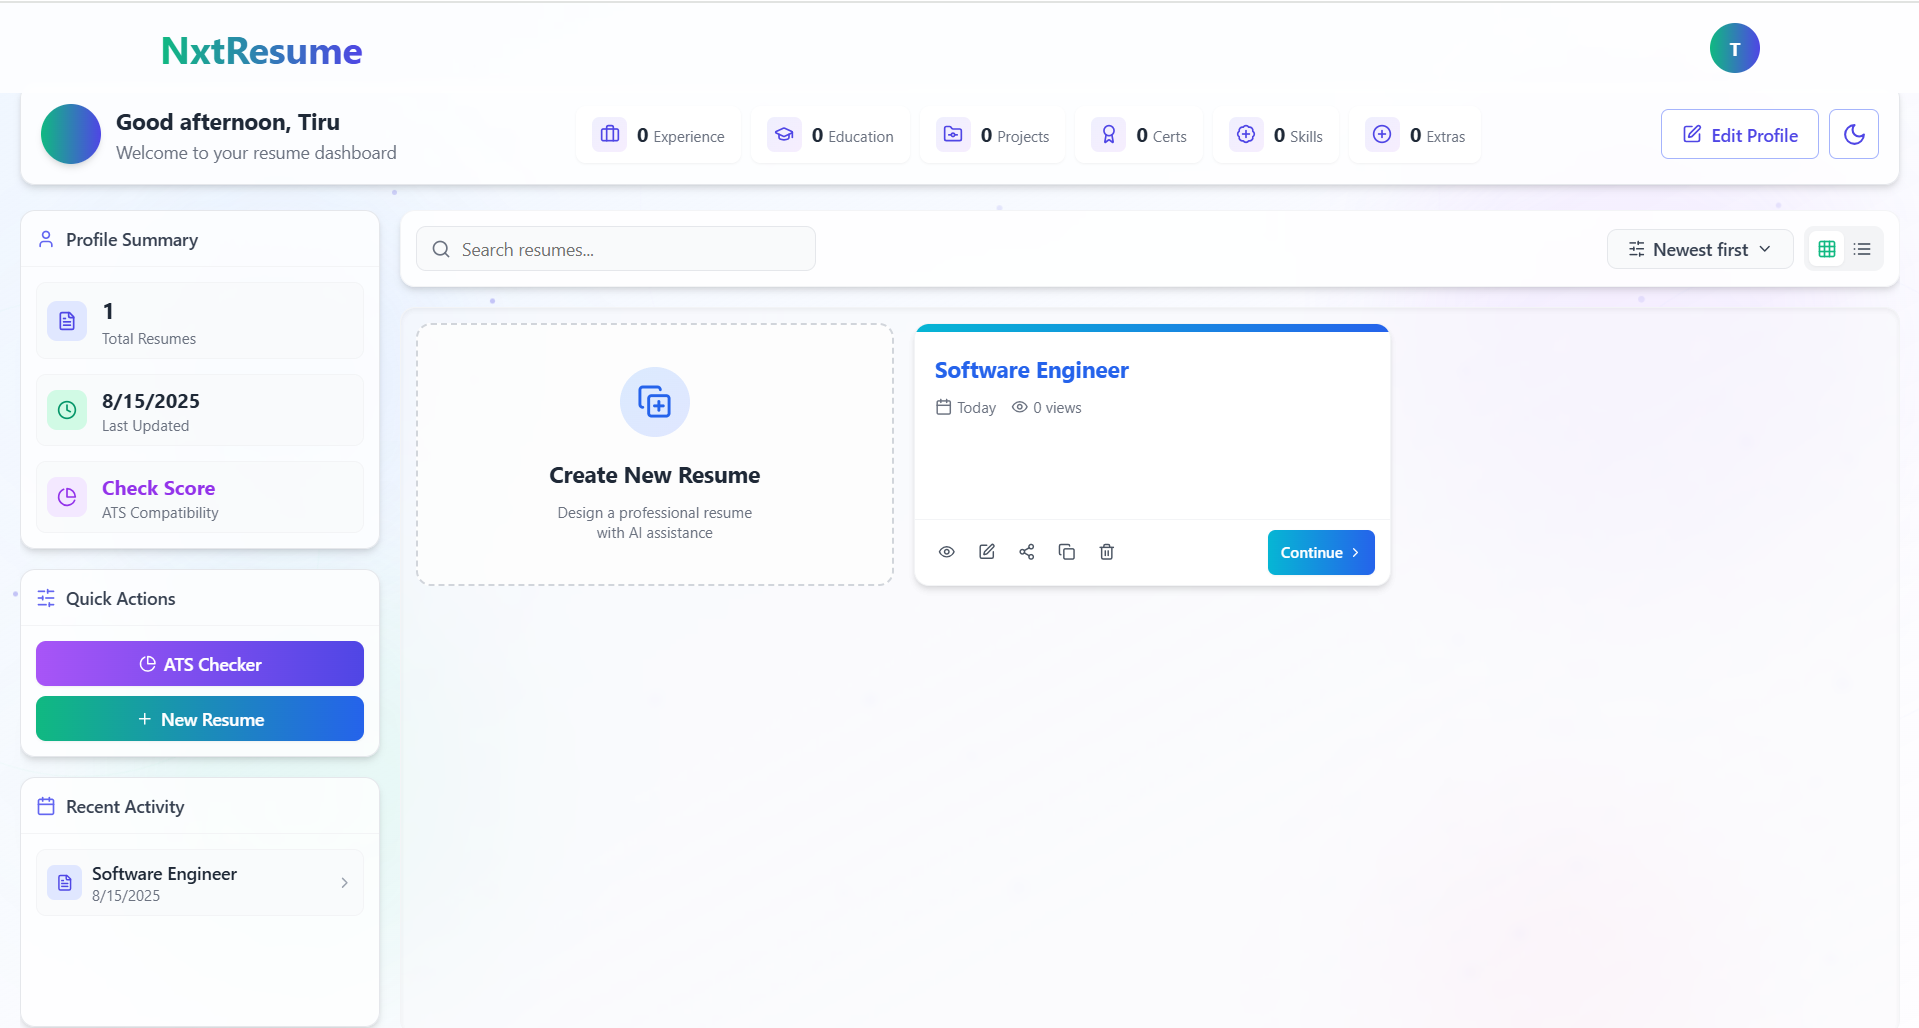 NxtResume
T
Good afternoon, Tiru
Welcome to your resume dashboard
0 Experience
0 Education
0 Projects
0 Certs
0 Skills
0 Extras
Edit Profile
Profile Summary
1
Total Resumes
8/15/2025
Last Updated
Check Score
ATS Compatibility
Quick Actions
ATS Checker
+ New Resume
Recent Activity
Software Engineer
8/15/2025
Search resumes...
Newest first
Create New Resume
Design a professional resume
with AI assistance
Software Engineer
Today 0 views
Continue